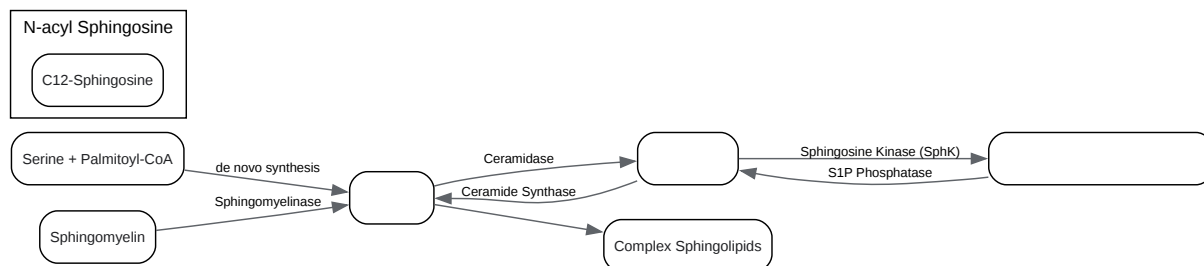 N-acyl Sphingosine
C12-Sphingosine
Serine + Palmitoyl-CoA
de novo synthesis
Sphingomyelinase
Sphingomyelin
Ceramidase
Ceramide Synthase
Complex Sphingolipids
Sphingosine Kinase (SphK)
S1P Phosphatase